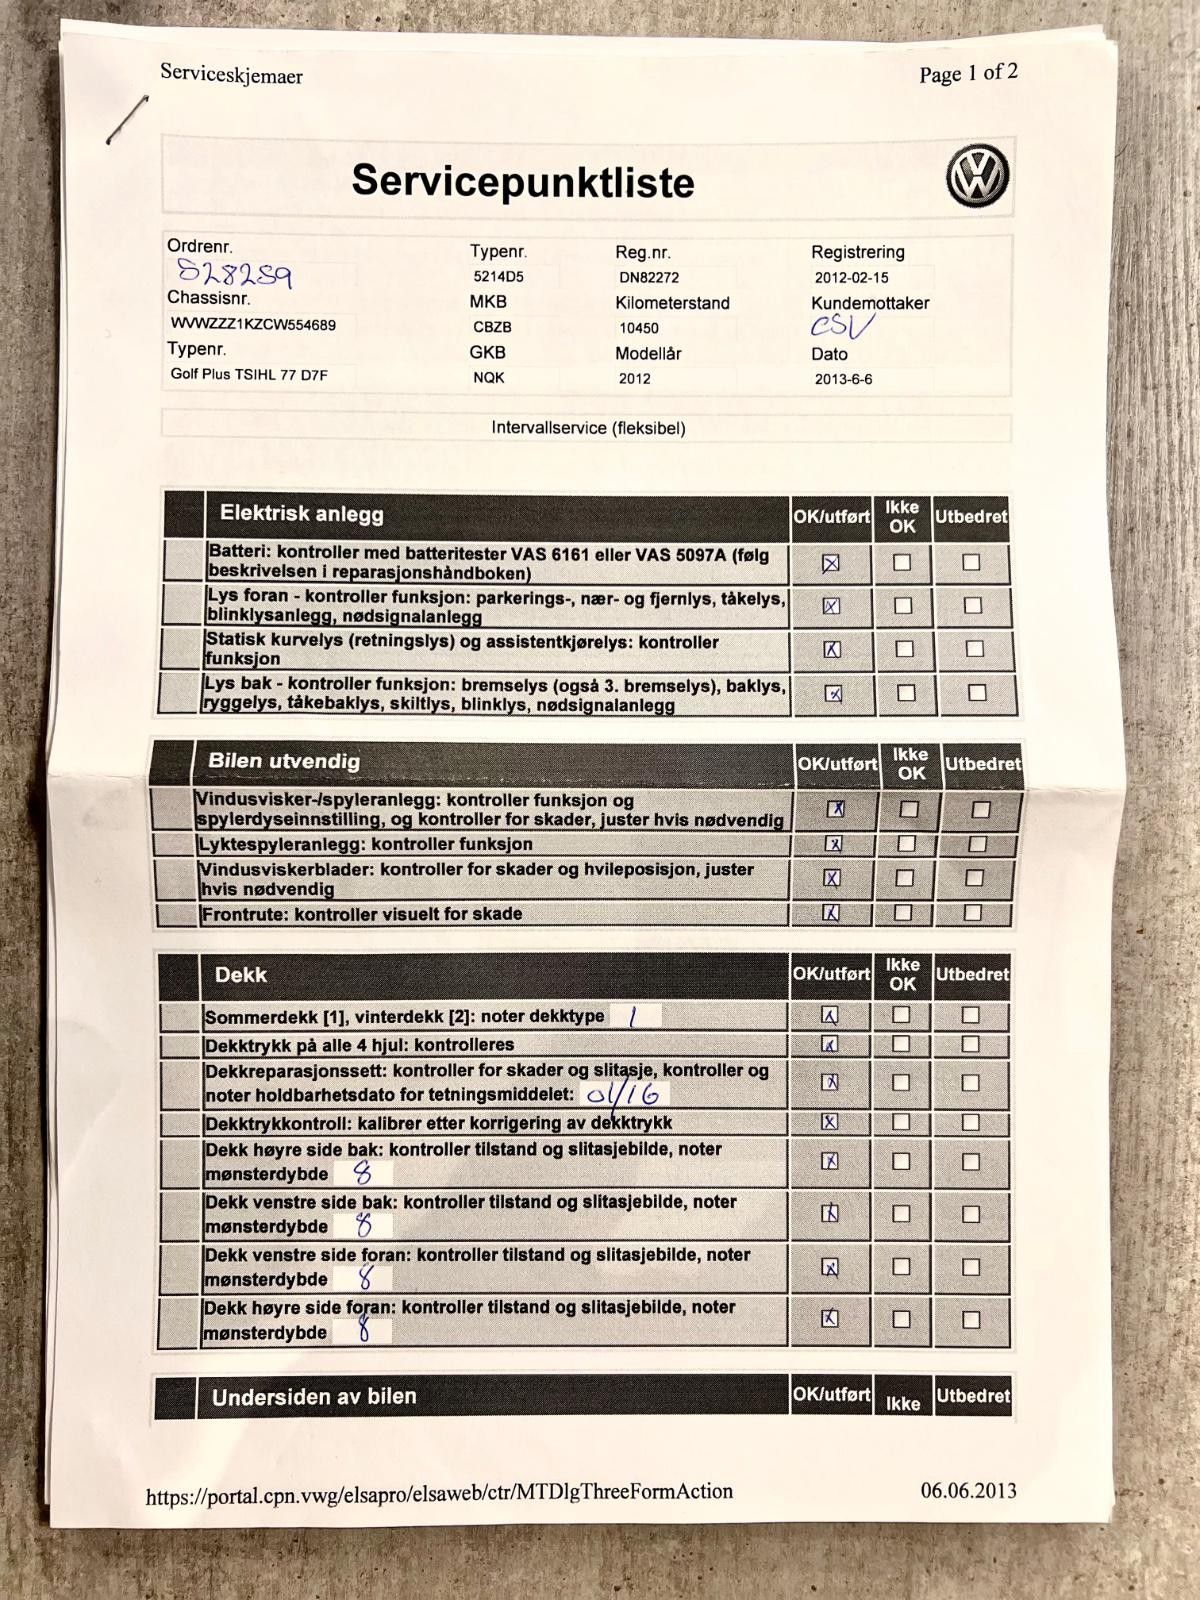 Serviceskjemaer Page 1 of 2
Servicepunktliste
Ordrenr. Typenr. Reg.nr. Registrering
528259 5214D5 DN82272 2012-02-15
Chassisnr. MKB Kilometerstand Kundemottaker
WVWZZZ1KZCW554689 CBZB 10450 CSV
Typenr. GKB Modellår Dato
Golf Plus TSIHL 77 D7F NQK 2012 2013-6-6
Intervallservice (fleksibel)
Elektrisk anlegg OK/utført Ikke OK Utbedret
Batteri: kontroller med batteritester VAS 6161 eller VAS 5097A (følg
beskrivelsen i reparasjonshåndboken)
Lys foran - kontroller funksjon: parkerings-, nær- og fjernlys, tåkelys,
blinklysanlegg, nødsignalanlegg
Statisk kurvelys (retningslys) og assistentkjørelys: kontroller
funksjon
Lys bak - kontroller funksjon: bremselys (også 3. bremselys), baklys,
ryggelys, tåkebaklys, skiltlys, blinklys, nødsignalanlegg
Bilen utvendig OK/utført Ikke OK Utbedret
Vindusvisker-/spyleranlegg: kontroller funksjon og
spylerdyseinnstilling, og kontroller for skader, juster hvis nødvendig
Lyktespyleranlegg: kontroller funksjon
Vindusviskerblader: kontroller for skader og hvileposisjon, juster
hvis nødvendig
Frontrute: kontroller visuelt for skade
Dekk OK/utført Ikke OK Utbedret
Sommerdekk [1], vinterdekk [2]: noter dekktype 1
Dekktrykk på alle 4 hjul: kontrolleres
Dekkreparasjonssett: kontroller for skader og slitasje, kontroller og
noter holdbarhetsdato for tetningsmiddelet: 01/16
Dekktrykkontroll: kalibrer etter korrigering av dekktrykk
Dekk høyre side bak: kontroller tilstand og slitasjebilde, noter
mønsterdybde 8
Dekk venstre side bak: kontroller tilstand og slitasjebilde, noter
mønsterdybde 8
Dekk venstre side foran: kontroller tilstand og slitasjebilde, noter
mønsterdybde 8
Dekk høyre side foran: kontroller tilstand og slitasjebilde, noter
mønsterdybde 8
Undersiden av bilen OK/utført Ikke Utbedret
https://portal.cpn.vwg/elsapro/elsaweb/ctr/MTDlgThreeFormAction 06.06.2013